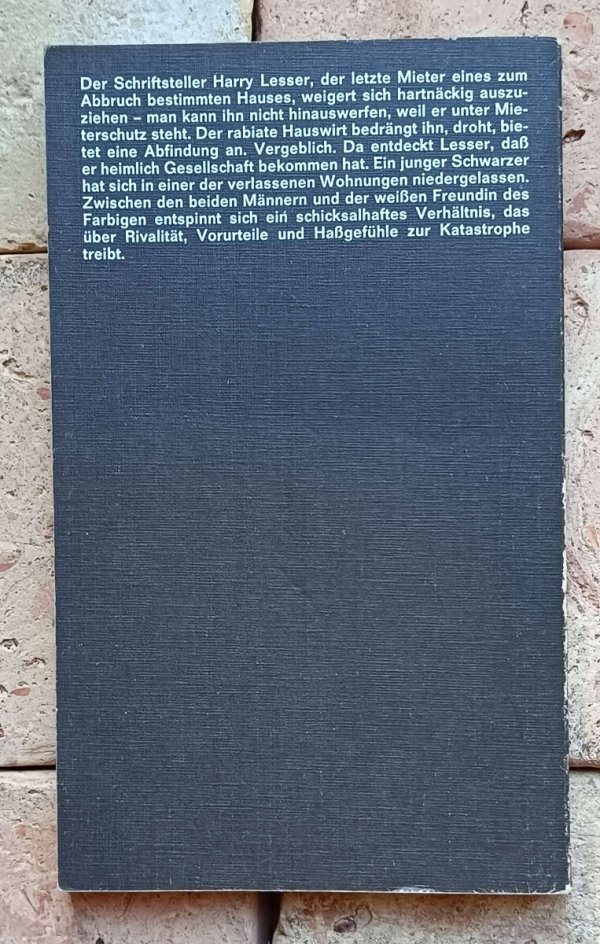 Der Schriftsteller Harry Lesser, der letzte Mieter eines zum
Abbruch bestimmten Hauses, weigert sich hartnäckig auszu-
ziehen – man kann ihn nicht hinauswerfen, weil er unter Mie-
terschutz steht. Der rabiate Hauswirt bedrängt ihn, droht, bie-
tet eine Abfindung an. Vergeblich. Da entdeckt Lesser, daß
er heimlich Gesellschaft bekommen hat. Ein junger Schwarzer
hat sich in einer der verlassenen Wohnungen niedergelassen.
Zwischen den beiden Männern und der weißen Freundin des
Farbigen entspinnt sich ein schicksalhaftes Verhältnis, das
über Rivalität, Vorurteile und Haßgefühle zur Katastrophe
treibt.